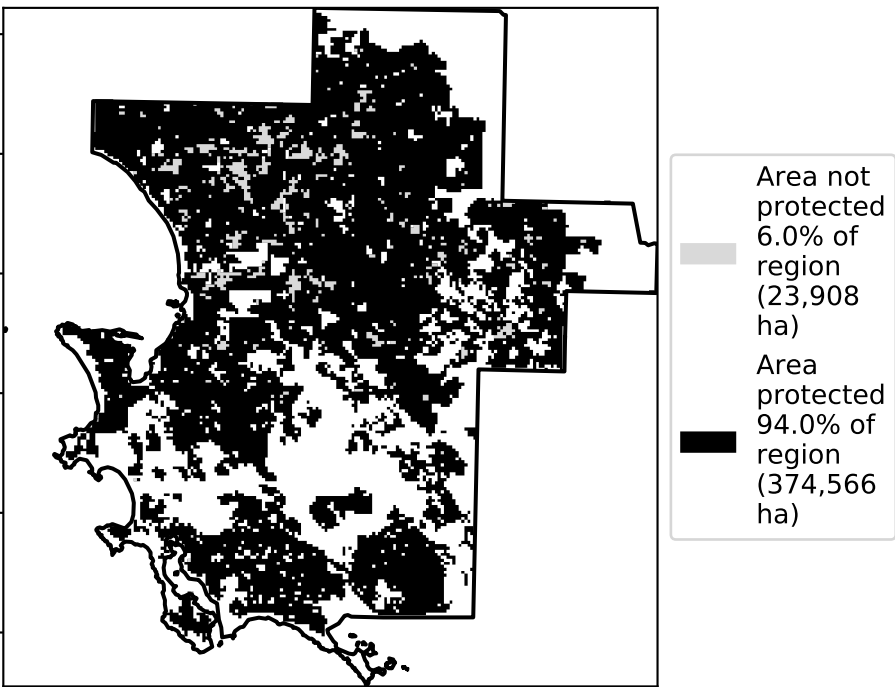 Area not
protected
6.0% of
region
(23,908
ha)
Area
protected
94.0% of
region
(374,566
ha)